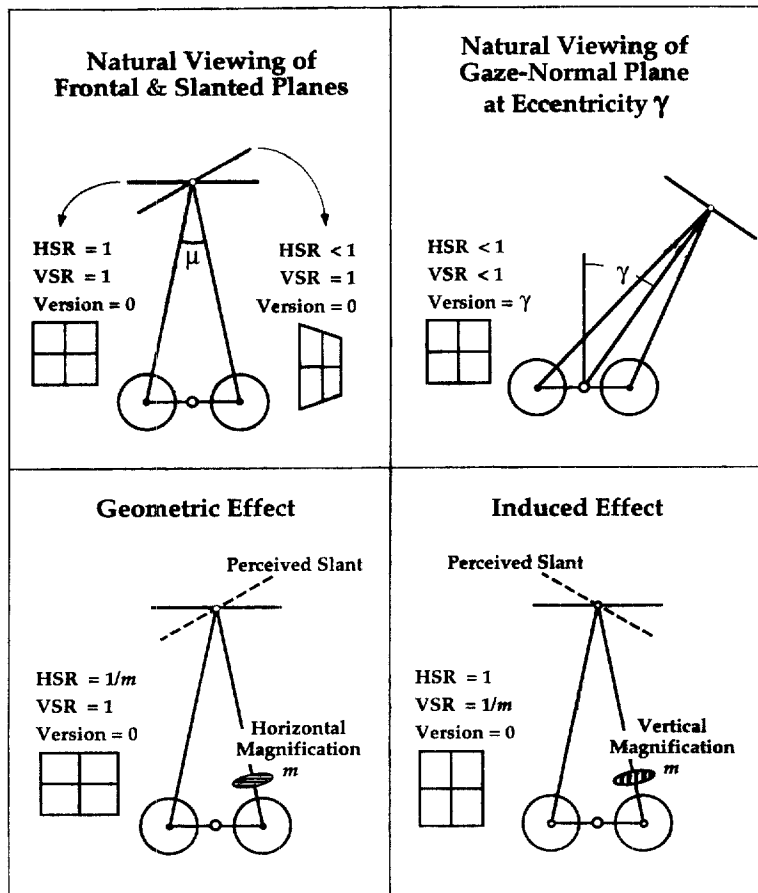 Natural Viewing of
Frontal & Slanted Planes
HSR = 1
VSR = 1
Version = 0
μ
HSR < 1
VSR = 1
Version = 0
Natural Viewing of
Gaze-Normal Plane
at Eccentricity γ
HSR < 1
VSR < 1
Version = γ
γ
Geometric Effect
Perceived Slant
HSR = 1/m
VSR = 1
Version = 0
Horizontal
Magnification
m
Induced Effect
Perceived Slant
HSR = 1
VSR = 1/m
Version = 0
Vertical
Magnification
m